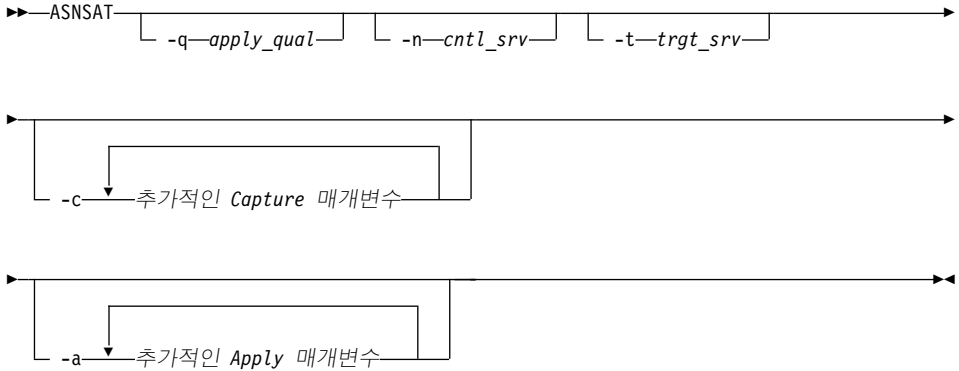 ASNSAT
-q apply_qual -n cntl_srv -t trgt_srv
-c 추가적인 Capture 매개변수
-a 추가적인 Apply 매개변수